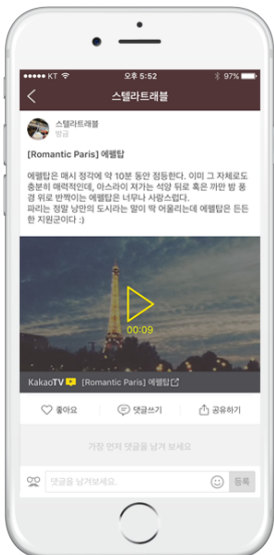 KT 오후 5:52 97%
스텔라트래블
스텔라트래블
방금
[Romantic Paris] 에펠탑
에펠탑은 매시 정각에 약 10분 동안 점등한다. 이미 그 자체로도
충분히 매력적인데, 아스라이 져가는 석양 뒤로 혹은 까만 밤 풍
경 위로 반짝이는 에펠탑은 너무나 사랑스럽다.
파리는 정말 낭만의 도시라는 말이 딱 어울리는데 에펠탑은 든든
한 지원군이다 :)
00:09
KakaoTV [Romantic Paris] 에펠탑
좋아요 댓글쓰기 공유하기
가장 먼저 댓글을 남겨 보세요
댓글을 남겨보세요. 등록